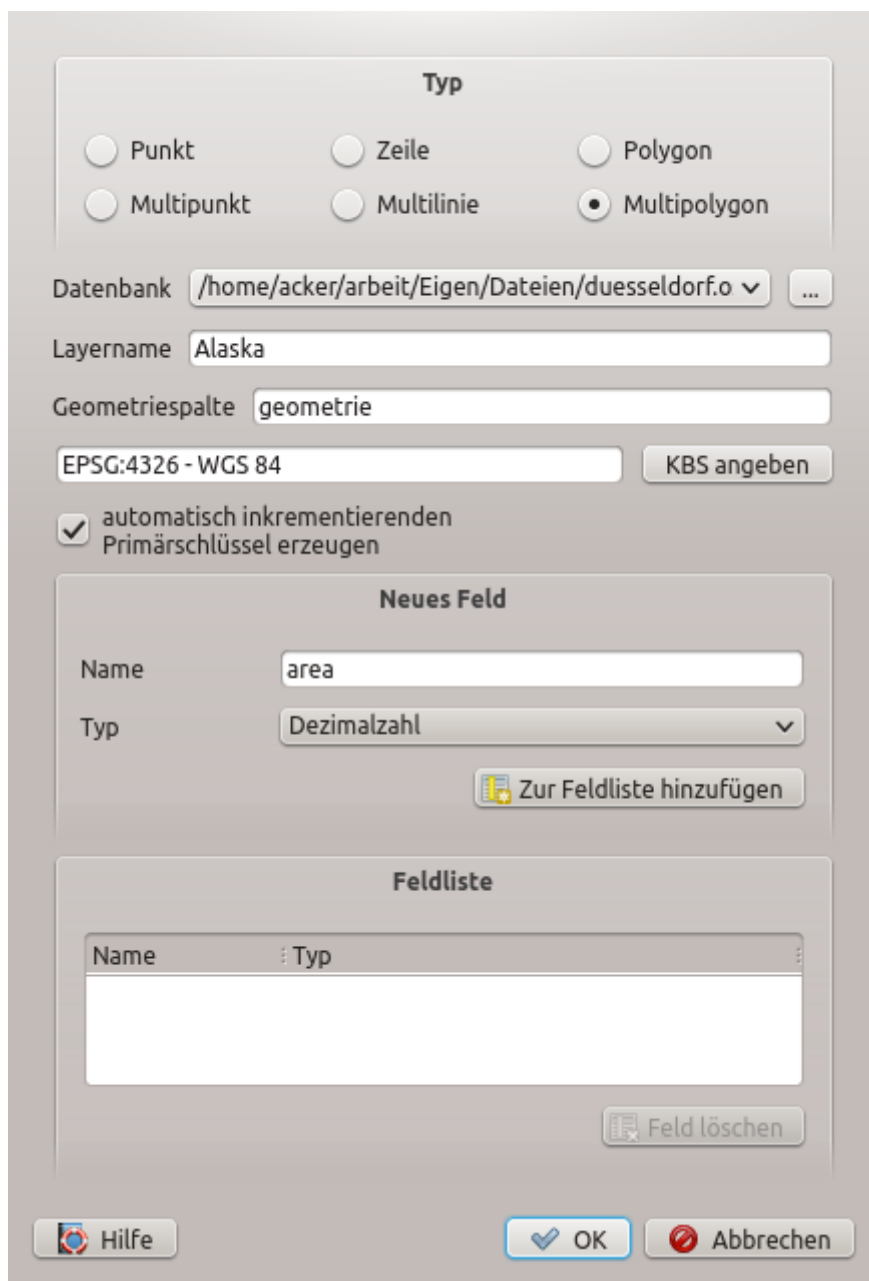 Typ
Punkt Zeile Polygon
Multipunkt Multilinie Multipolygon
Datenbank /home/acker/arbeit/Eigen/Dateien/duesseldorf.o ...
Layername Alaska
Geometriespalte geometrie
EPSG:4326 - WGS 84 KBS angeben
automatisch inkrementierenden
Primärschlüssel erzeugen
Neues Feld
Name area
Typ Dezimalzahl
Zur Feldliste hinzufügen
Feldliste
Name Typ
Feld löschen
Hilfe OK Abbrechen